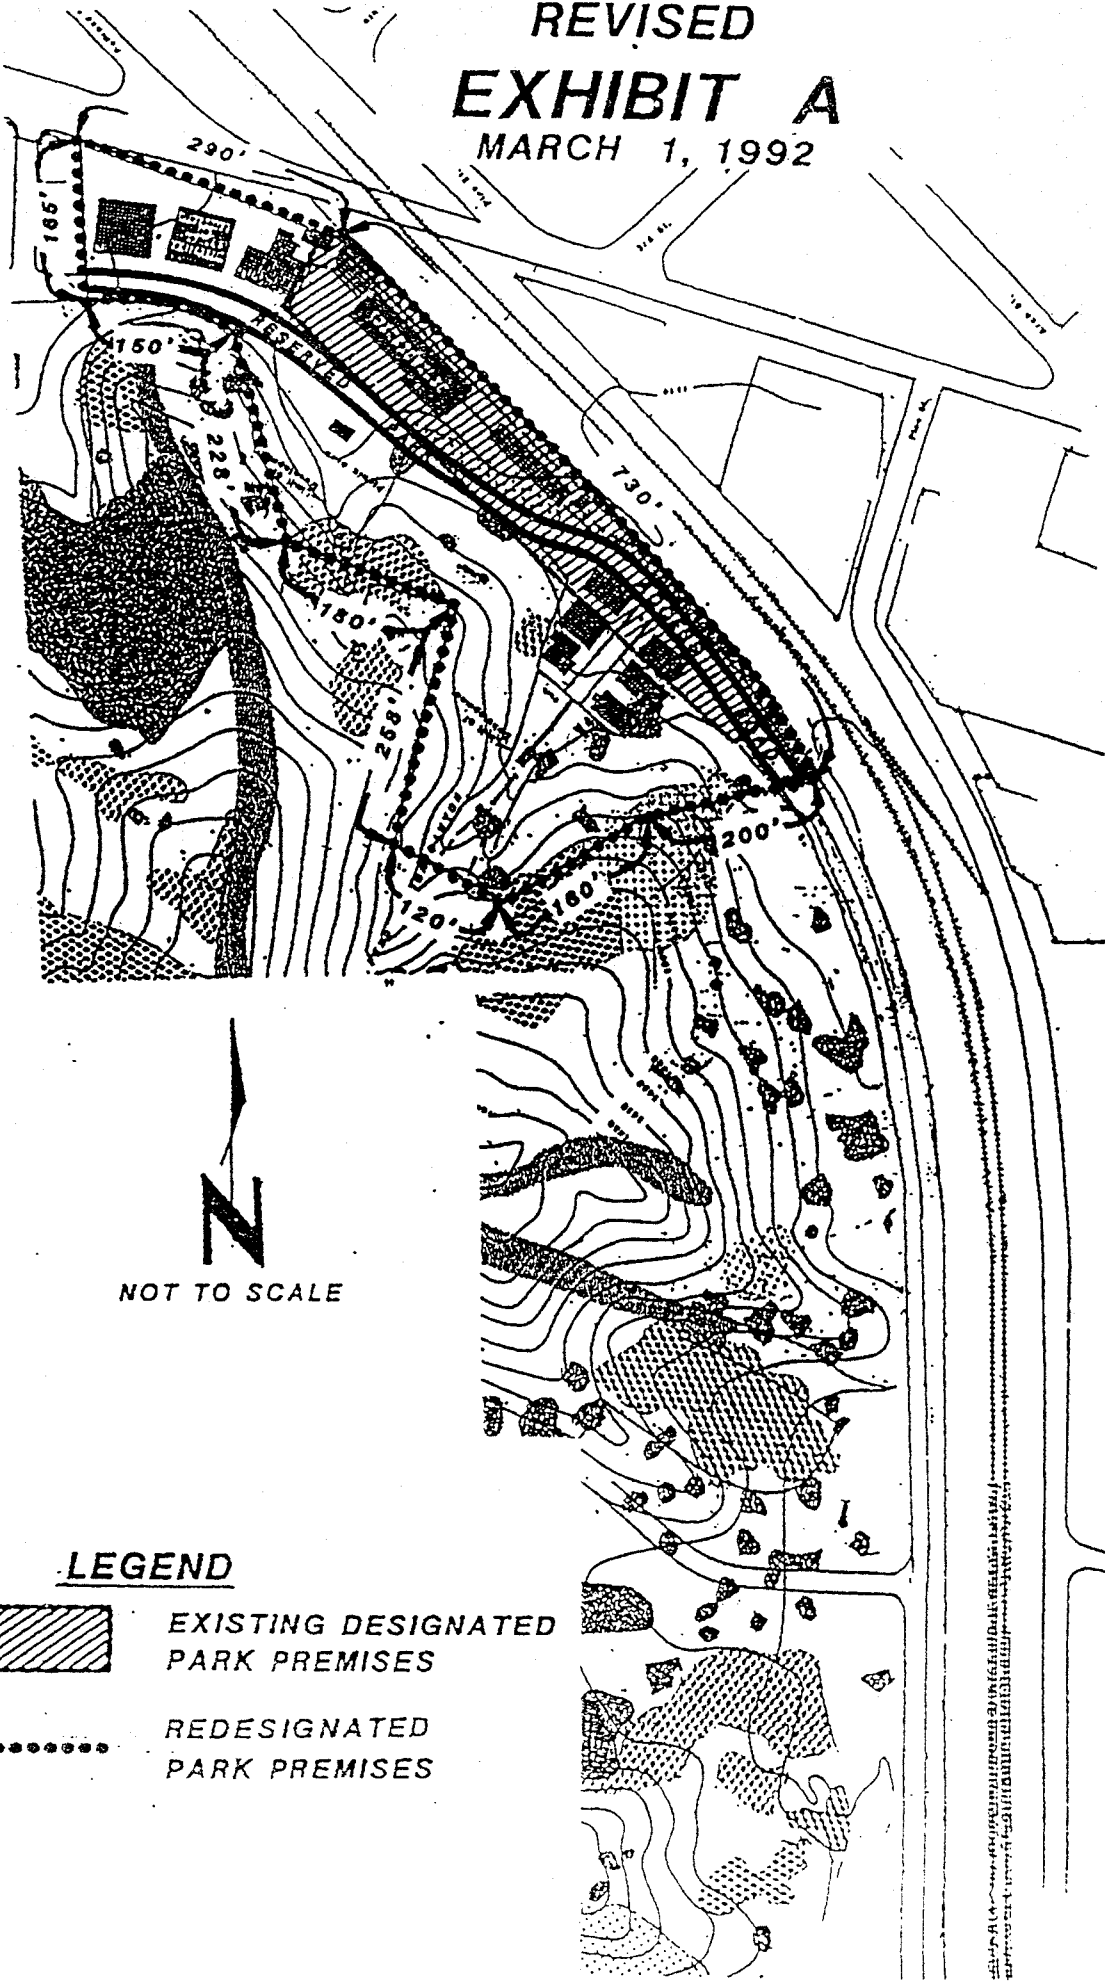 REVISED
EXHIBIT A
MARCH 1, 1992
290'
165'
RESERVED
150'
228'
730'
180'
258'
200'
120'
160'
N
NOT TO SCALE
LEGEND
EXISTING DESIGNATED
PARK PREMISES
REDESIGNATED
PARK PREMISES